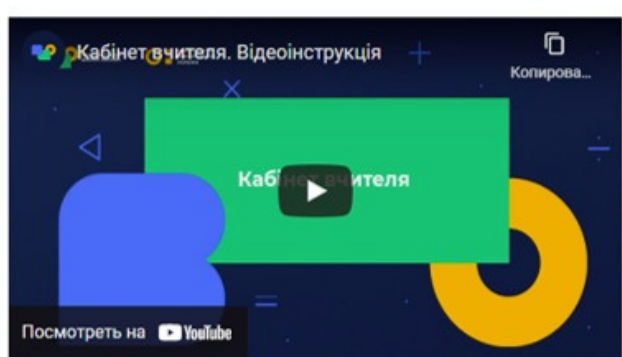 Кабінет вчителя. Відеоінструкція
Копирова...
Кабінет вчителя
Посмотреть на YouTube